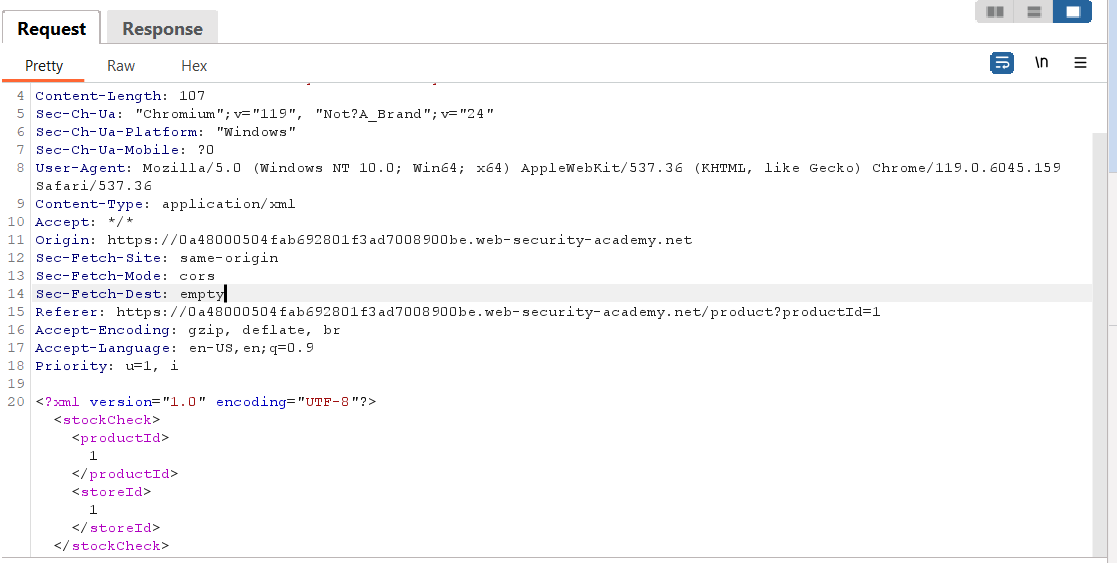 Request Response
Pretty Raw Hex \n
4 Content-Length: 107
5 Sec-Ch-Ua: "Chromium";v="119", "Not?A_Brand";v="24"
6 Sec-Ch-Ua-Platform: "Windows"
7 Sec-Ch-Ua-Mobile: ?0
8 User-Agent: Mozilla/5.0 (Windows NT 10.0; Win64; x64) AppleWebKit/537.36 (KHTML, like Gecko) Chrome/119.0.6045.159
Safari/537.36
9 Content-Type: application/xml
10 Accept: */*
11 Origin: https://0a48000504fab692801f3ad7008900be.web-security-academy.net
12 Sec-Fetch-Site: same-origin
13 Sec-Fetch-Mode: cors
14 Sec-Fetch-Dest: empty
15 Referer: https://0a48000504fab692801f3ad7008900be.web-security-academy.net/product?productId=1
16 Accept-Encoding: gzip, deflate, br
17 Accept-Language: en-US,en;q=0.9
18 Priority: u=1, i
19
20 <?xml version="1.0" encoding="UTF-8"?>
<stockCheck>
<productId>
1
</productId>
<storeId>
1
</storeId>
</stockCheck>